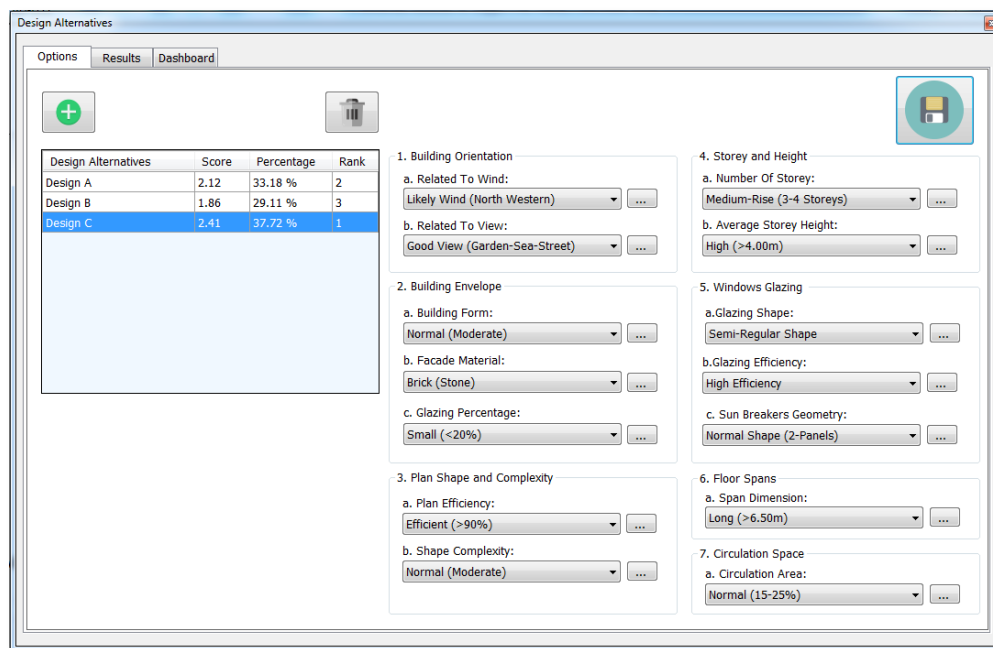 Design Alternatives
Options Results Dashboard
Design Alternatives Score Percentage Rank
Design A 2.12 33.18 % 2
Design B 1.86 29.11 % 3
Design C 2.41 37.72 % 1
1. Building Orientation
a. Related To Wind:
Likely Wind (North Western) ...
b. Related To View:
Good View (Garden-Sea-Street) ...
2. Building Envelope
a. Building Form:
Normal (Moderate) ...
b. Facade Material:
Brick (Stone) ...
c. Glazing Percentage:
Small (<20%) ...
3. Plan Shape and Complexity
a. Plan Efficiency:
Efficient (>90%) ...
b. Shape Complexity:
Normal (Moderate) ...
4. Storey and Height
a. Number Of Storey:
Medium-Rise (3-4 Storeys) ...
b. Average Storey Height:
High (>4.00m) ...
5. Windows Glazing
a.Glazing Shape:
Semi-Regular Shape ...
b.Glazing Efficiency:
High Efficiency ...
c. Sun Breakers Geometry:
Normal Shape (2-Panels) ...
6. Floor Spans
a. Span Dimension:
Long (>6.50m) ...
7. Circulation Space
a. Circulation Area:
Normal (15-25%) ...